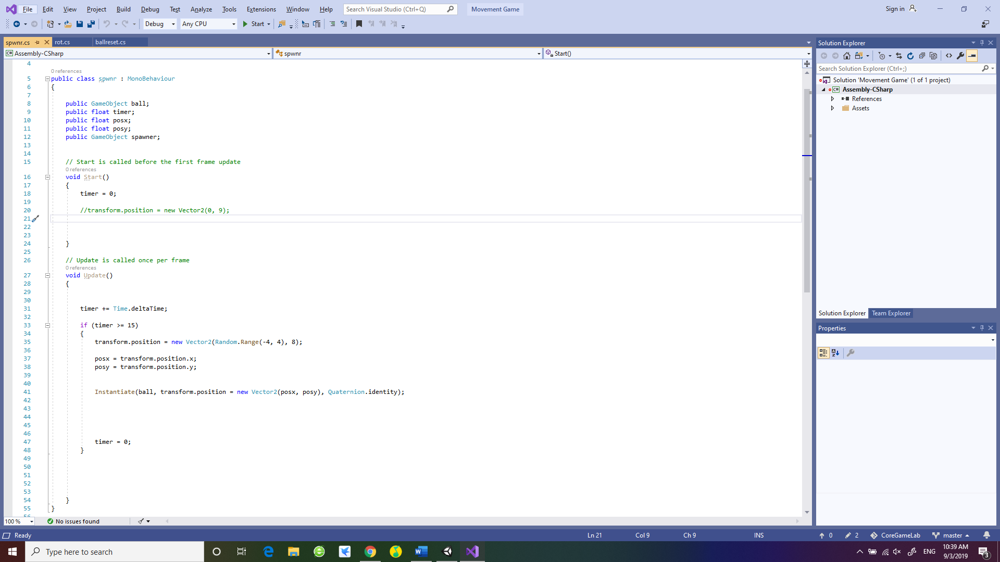 File Edit View Project Build Debug Test Analyze Tools Extensions Window Help Search Visual Studio (Ctrl+Q) Movement Game Sign in
Debug Any CPU Start
spwnr.cs rot.cs ballreset.cs
Assembly-CSharp spwnr Start()
4
0 references
5 public class spwnr : MonoBehaviour
6 {
7
8 public GameObject ball;
9 public float timer;
10 public float posx;
11 public float posy;
12 public GameObject spawner;
13
14
15 // Start is called before the first frame update
0 references
16 void Start()
17 {
18 timer = 0;
19
20 //transform.position = new Vector2(0, 9);
21
22
23
24 }
25
26 // Update is called once per frame
0 references
27 void Update()
28 {
29
30
31 timer += Time.deltaTime;
32
33 if (timer >= 15)
34 {
35 transform.position = new Vector2(Random.Range(-4, 4), 8);
36
37 posx = transform.position.x;
38 posy = transform.position.y;
39
40
41 Instantiate(ball, transform.position = new Vector2(posx, posy), Quaternion.identity);
42
43
44
45
46
47 timer = 0;
48 }
49
50
51
52
53
54 }
55 }
56
100 % No issues found
Solution Explorer
Search Solution Explorer (Ctrl+;)
Solution 'Movement Game' (1 of 1 project)
C# Assembly-CSharp
References
Assets
Solution Explorer Team Explorer
Properties
Ready Ln 21 Col 9 Ch 9 INS 0 2 CoreGameLab master
Type here to search ENG 10:39 AM
9/3/2019 3